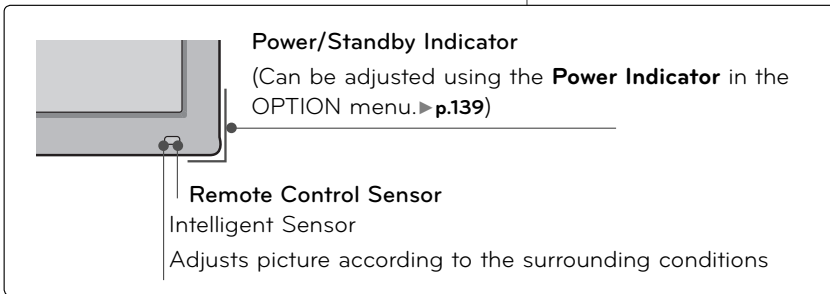 Power/Standby Indicator
(Can be adjusted using the Power Indicator in the
OPTION menu.►p.139)
Remote Control Sensor
Intelligent Sensor
Adjusts picture according to the surrounding conditions